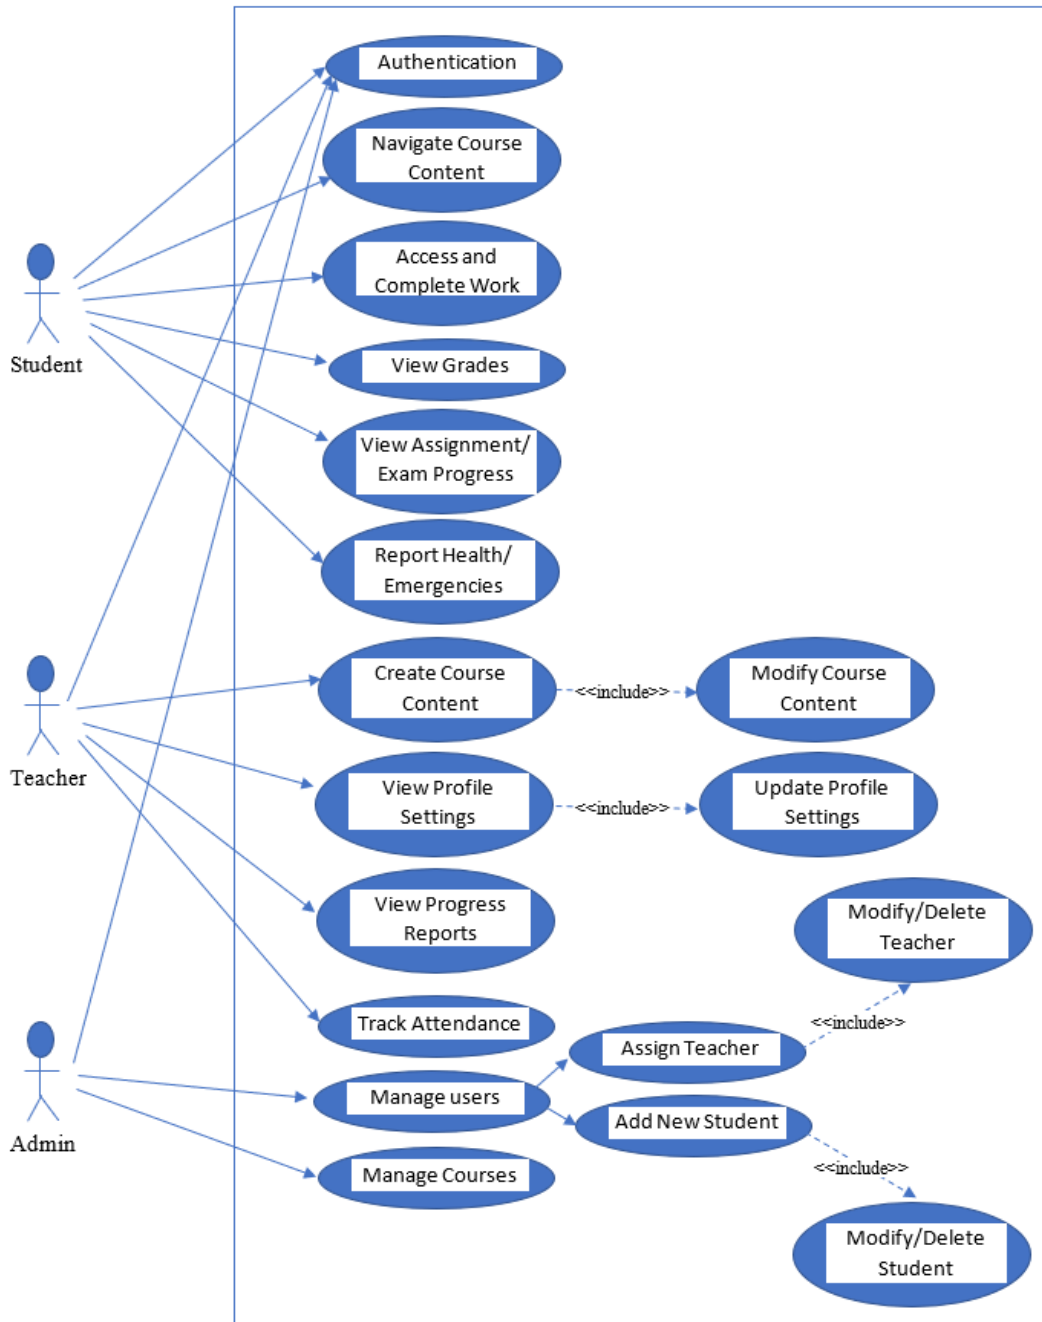 Authentication
Navigate Course
Content
Access and
Complete Work
Student
View Grades
View Assignment/
Exam Progress
Report Health/
Emergencies
Teacher
Create Course
Content
<<include>>
Modify Course
Content
View Profile
Settings
<<include>>
Update Profile
Settings
View Progress
Reports
Modify/Delete
Teacher
Track Attendance
<<include>>
Assign Teacher
Admin
Manage users
Add New Student
<<include>>
Manage Courses
Modify/Delete
Student